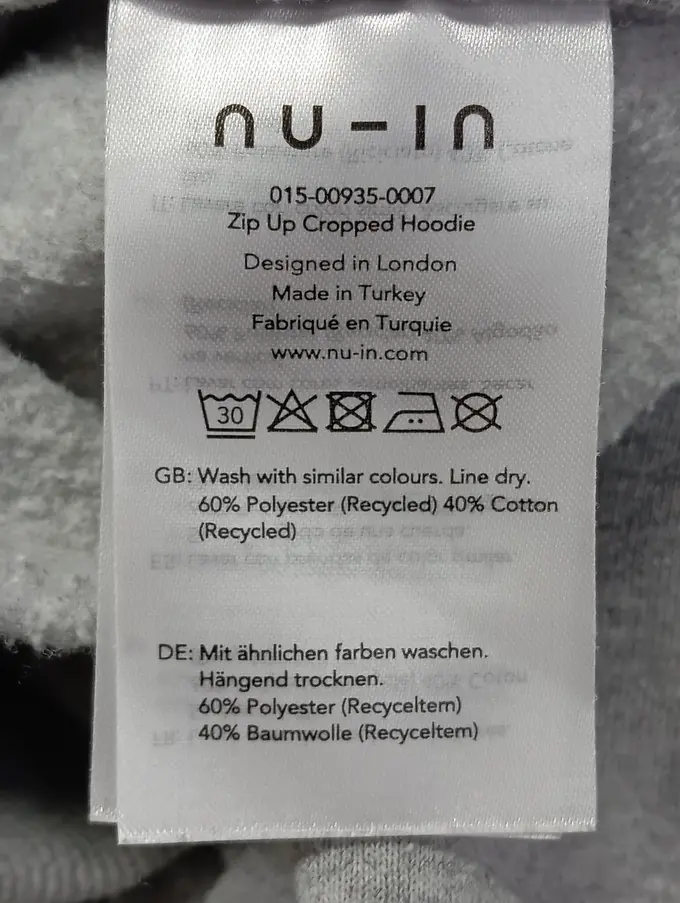 nu-in
015-00935-0007
Zip Up Cropped Hoodie
Designed in London
Made in Turkey
Fabriqué en Turquie
www.nu-in.com
30
GB: Wash with similar colours. Line dry.
60% Polyester (Recycled) 40% Cotton
(Recycled)
DE: Mit ähnlichen farben waschen.
Hängend trocknen.
60% Polyester (Recyceltem)
40% Baumwolle (Recyceltem)